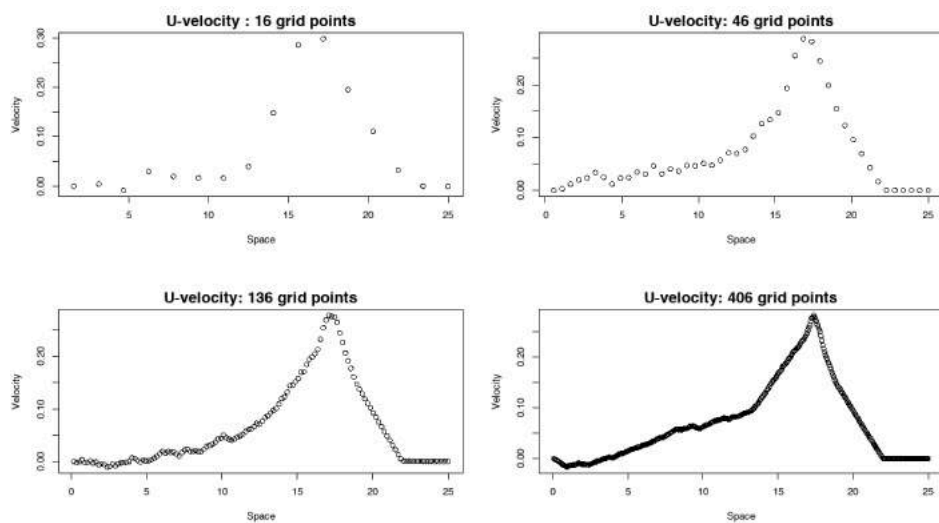 U-velocity : 16 grid points
Velocity
0.00 0.10 0.20 0.30
5 10 15 20 25
Space
U-velocity: 46 grid points
Velocity
0.00 0.10 0.20
0 5 10 15 20 25
Space
U-velocity: 136 grid points
Velocity
0.00 0.10 0.20
0 5 10 15 20 25
Space
U-velocity: 406 grid points
Velocity
0.00 0.10 0.20
0 5 10 15 20 25
Space